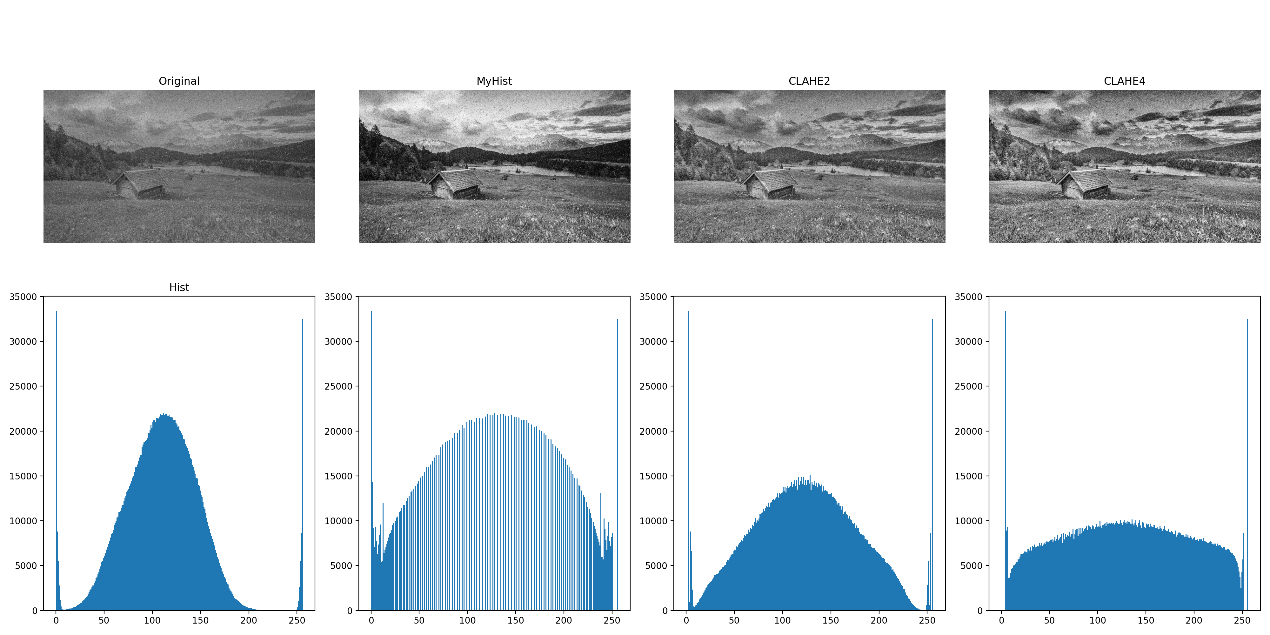 Original MyHist CLAHE2 CLAHE4
Hist
35000 35000 35000 35000
30000 30000 30000 30000
25000 25000 25000 25000
20000 20000 20000 20000
15000 15000 15000 15000
10000 10000 10000 10000
5000 5000 5000 5000
0 0 0 0
0 50 100 150 200 250 0 50 100 150 200 250 0 50 100 150 200 250 0 50 100 150 200 250